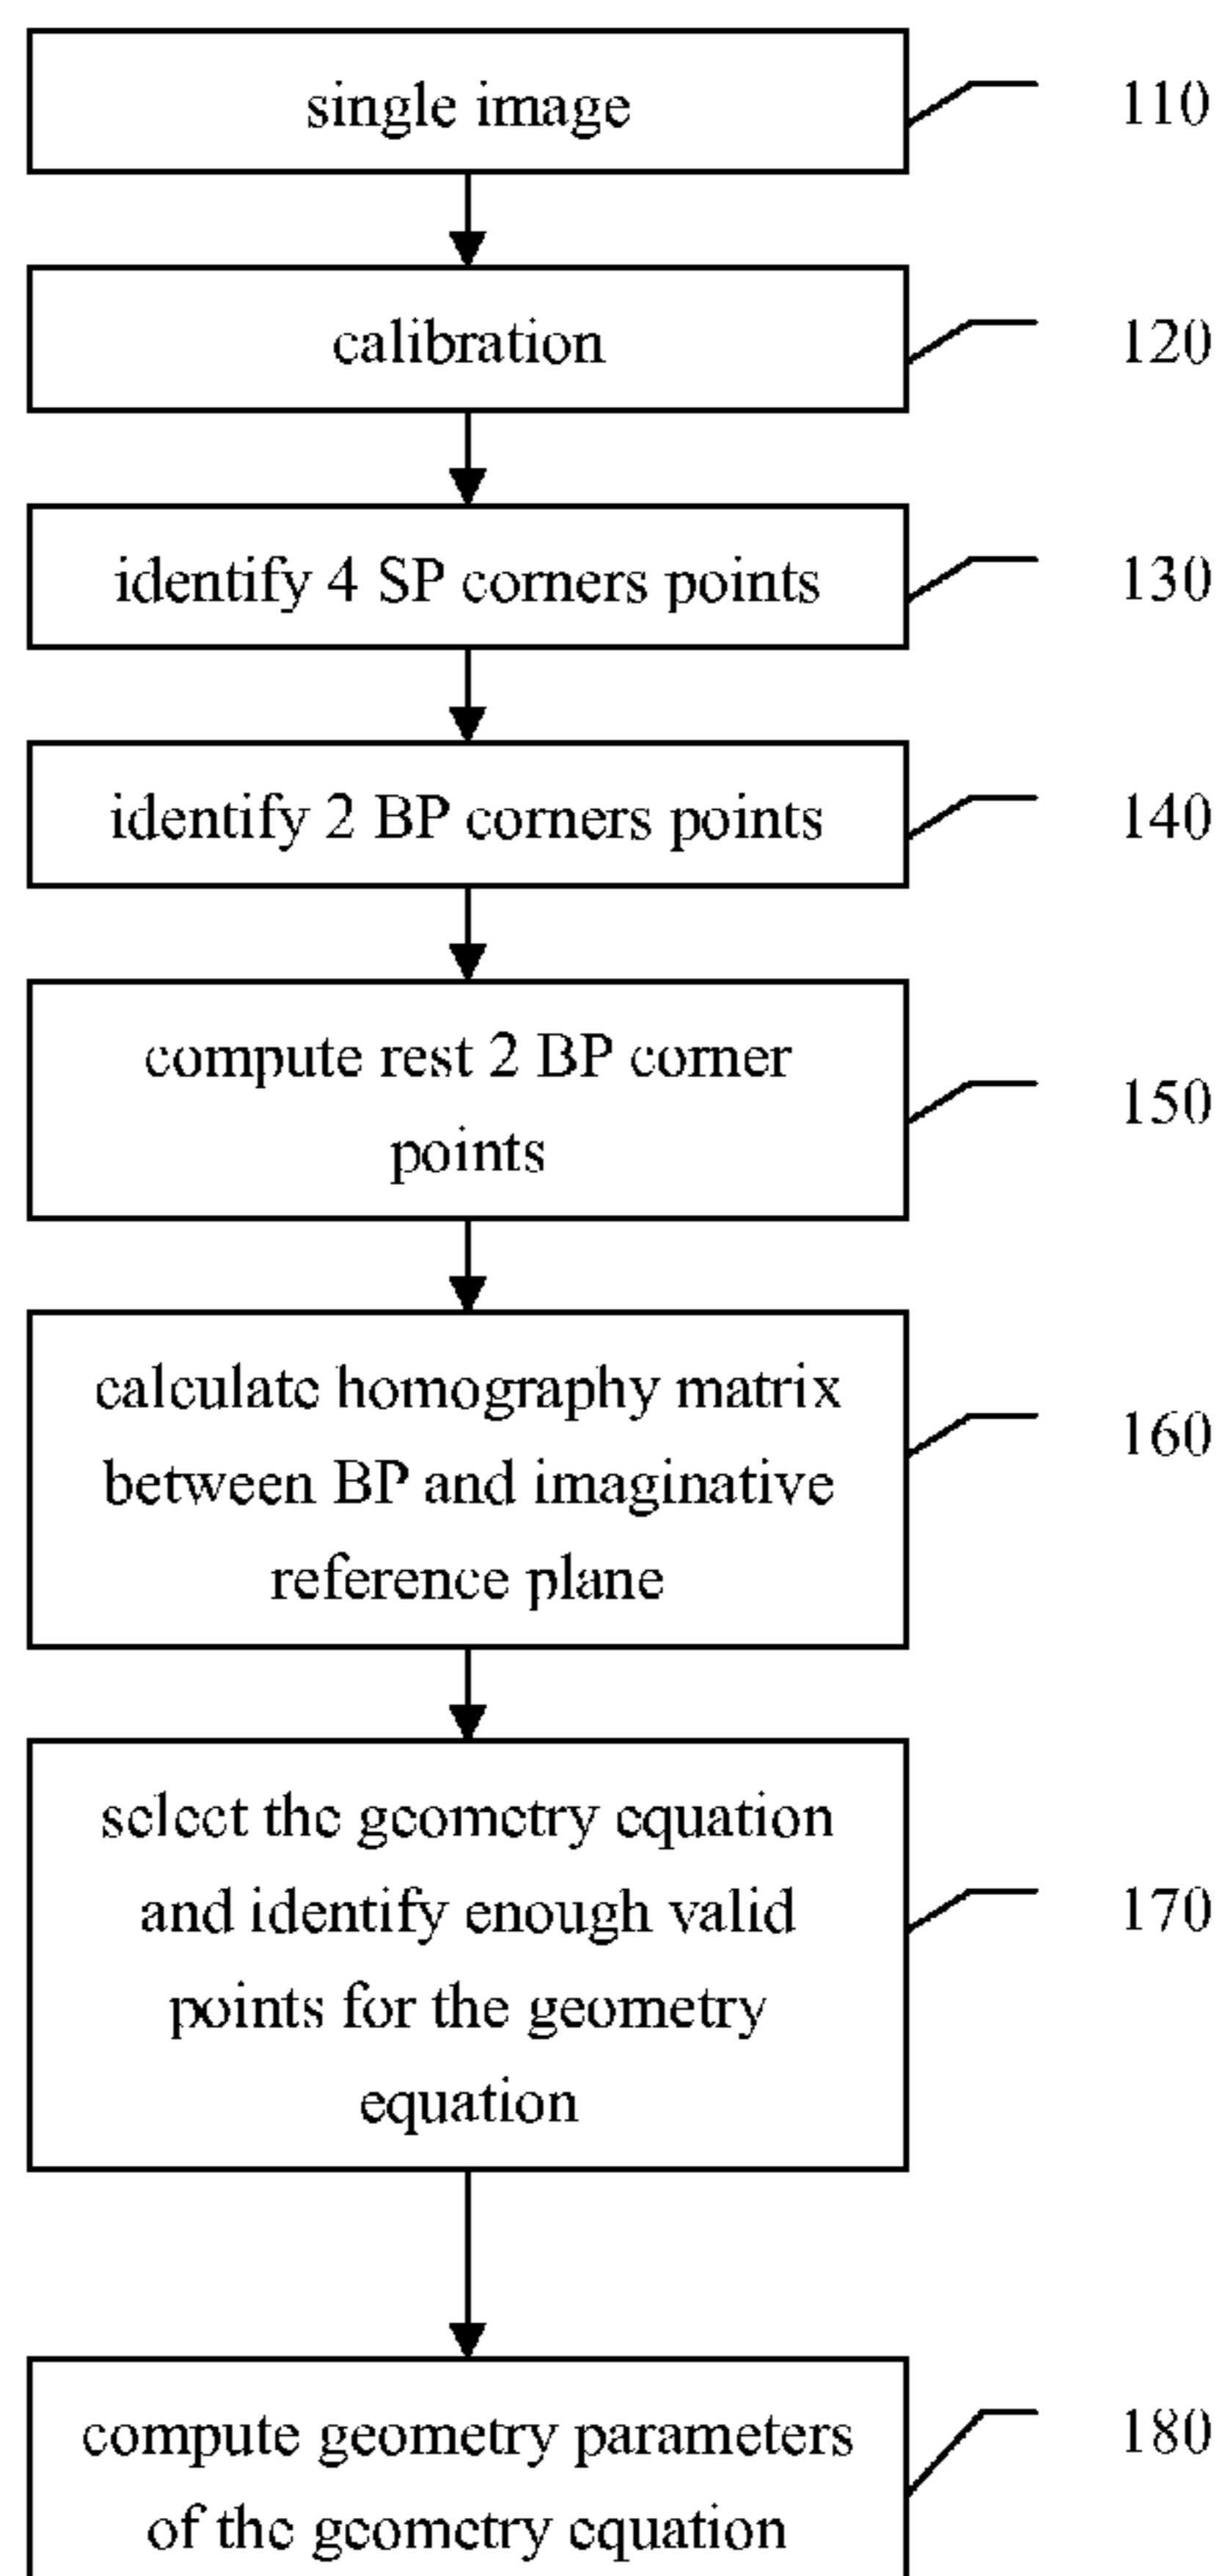 single image
110
calibration
120
identify 4 SP corners points
130
identify 2 BP corners points
140
compute rest 2 BP corner
points
150
calculate homography matrix
between BP and imaginative
reference plane
160
select the geometry equation
and identify enough valid
points for the geometry
equation
170
compute geometry parameters
of the geometry equation
180